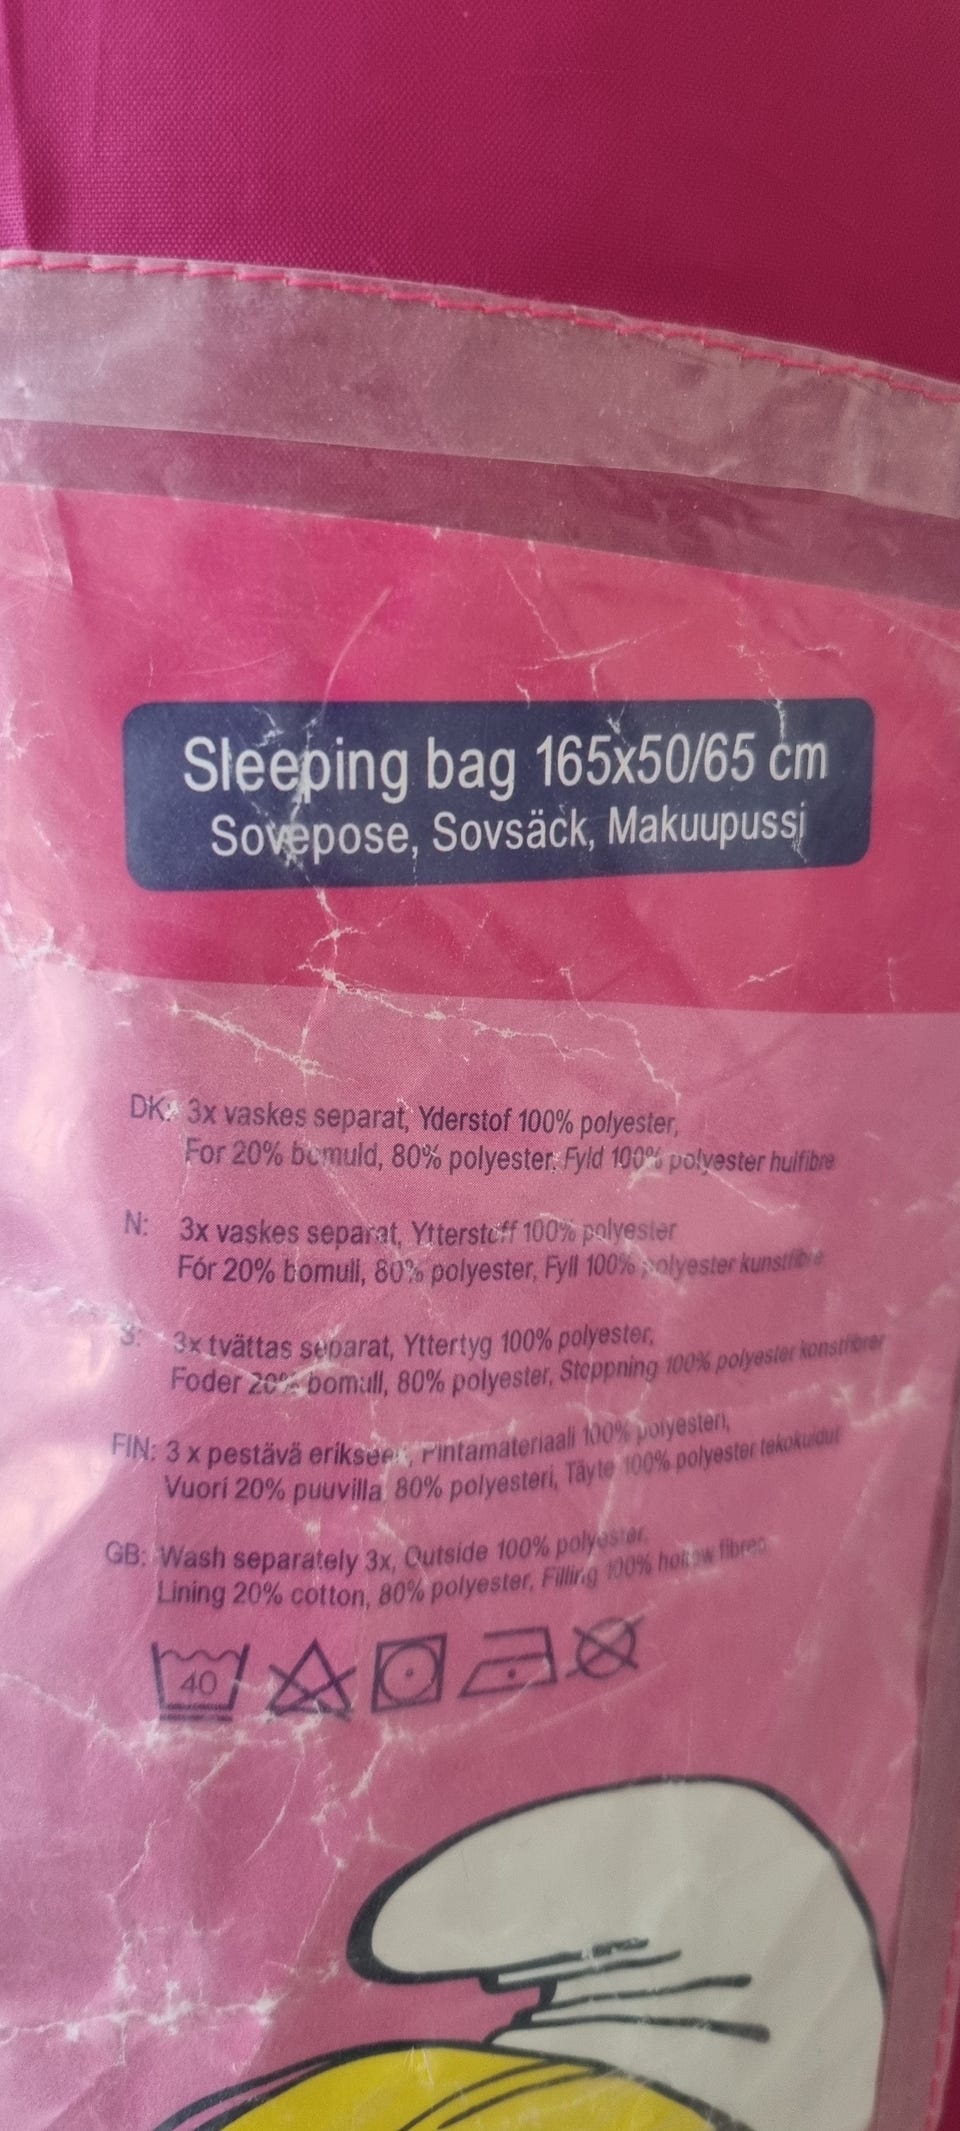 Sleeping bag 165x50/65 cm
Sovepose, Sovsäck, Makuupussi
DK: 3x vaskes separat, Yderstof 100% polyester,
For 20% bomuld, 80% polyester, Fyld 100% polyester hulfibre
N: 3x vaskes separat, Ytterstoff 100% polyester
Fór 20% bomull, 80% polyester, Fyll 100% polyester kunstfibre
S: 3x tvättas separat, Yttertyg 100% polyester,
Foder 20% bomull, 80% polyester, Stoppning 100% polyester konstfibrer
FIN: 3 x pestävä erikseen, Pintamateriaali 100% polyesteri,
Vuori 20% puuvilla, 80% polyesteri, Täyte 100% polyester tekokuidut
GB: Wash separately 3x, Outside 100% polyester.
Lining 20% cotton, 80% polyester, Filling 100% hollow fibres
40